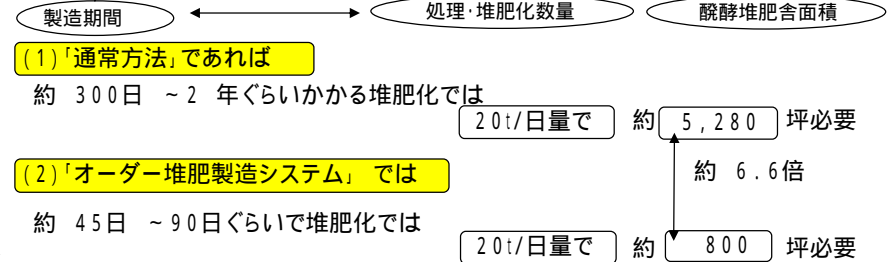 製造期間 処理・堆肥化数量 醗酵堆肥舎面積
(1)「通常方法」であれば
約 300日 ~2 年ぐらいかかる堆肥化では
20t/日量で 約 5,280 坪必要
約 6.6倍
(2)「オーダー堆肥製造システム」 では
約 45日 ~90日ぐらいで堆肥化では
20t/日量で 約 800 坪必要